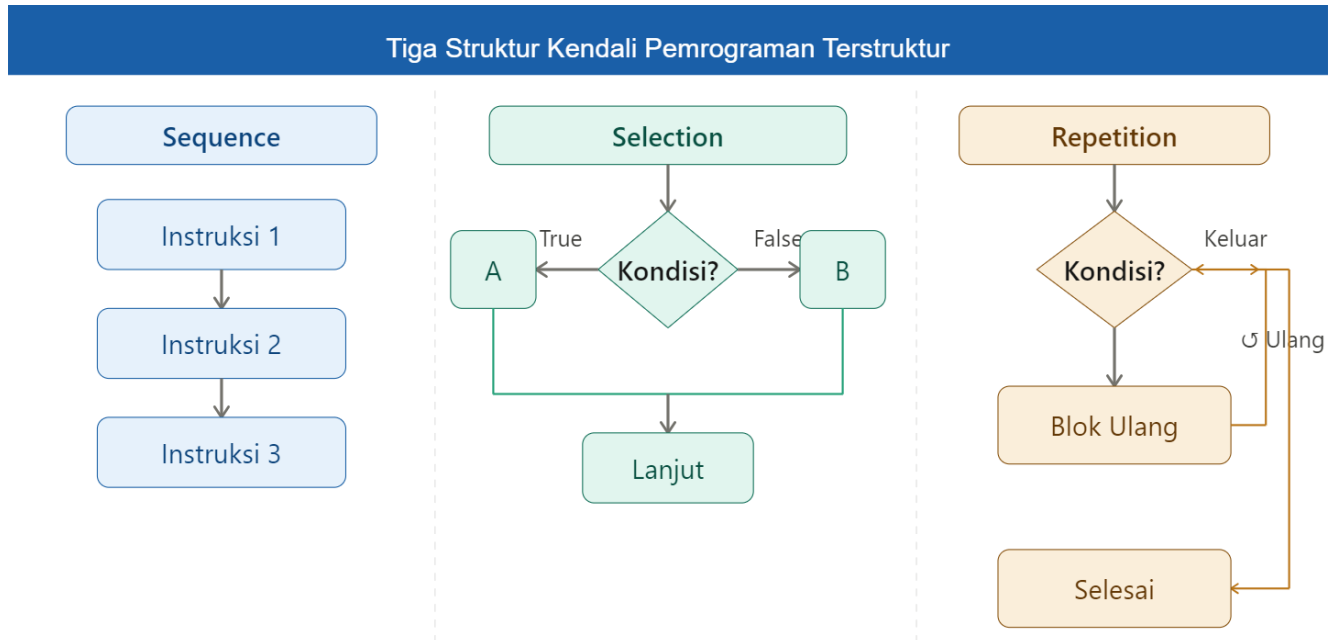 Tiga Struktur Kendali Pemrograman Terstruktur
Sequence
Instruksi 1
Instruksi 2
Instruksi 3
Selection
Kondisi?
True
False
A
B
Lanjut
Repetition
Kondisi?
Keluar
↺ Ulang
Blok Ulang
Selesai